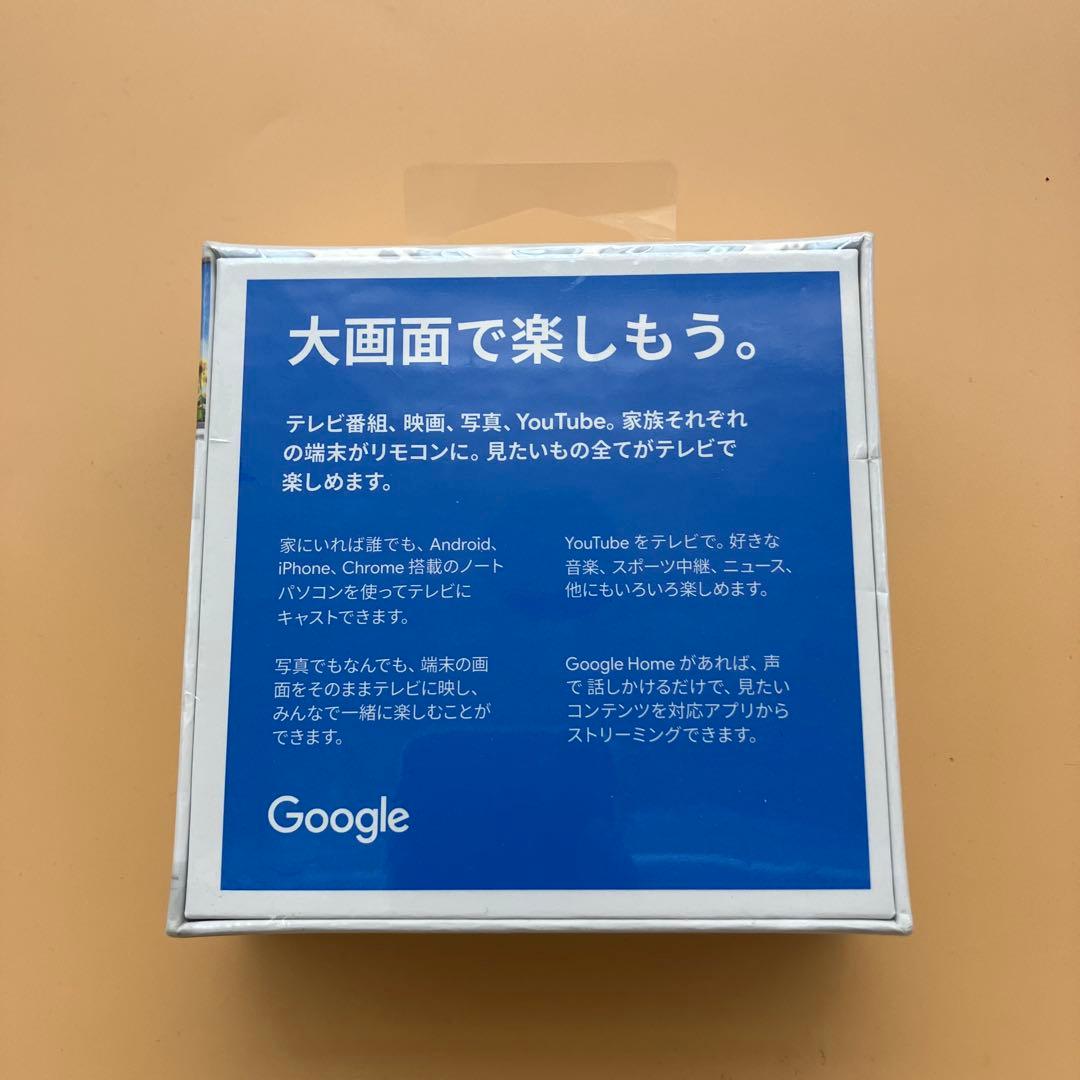 大画面で楽しもう。
テレビ番組、映画、写真、YouTube。家族それぞれ
の端末がリモコンに。見たいもの全てがテレビで
楽しめます。
家にいれば誰でも、Android、
iPhone、Chrome 搭載のノート
パソコンを使ってテレビに
キャストできます。
YouTube をテレビで。好きな
音楽、スポーツ中継、ニュース、
他にもいろいろ楽しめます。
写真でもなんでも、端末の画
面をそのままテレビに映し、
みんなで一緒に楽しむことが
できます。
Google Home があれば、声
で 話しかけるだけで、見たい
コンテンツを対応アプリから
ストリーミングできます。
Google